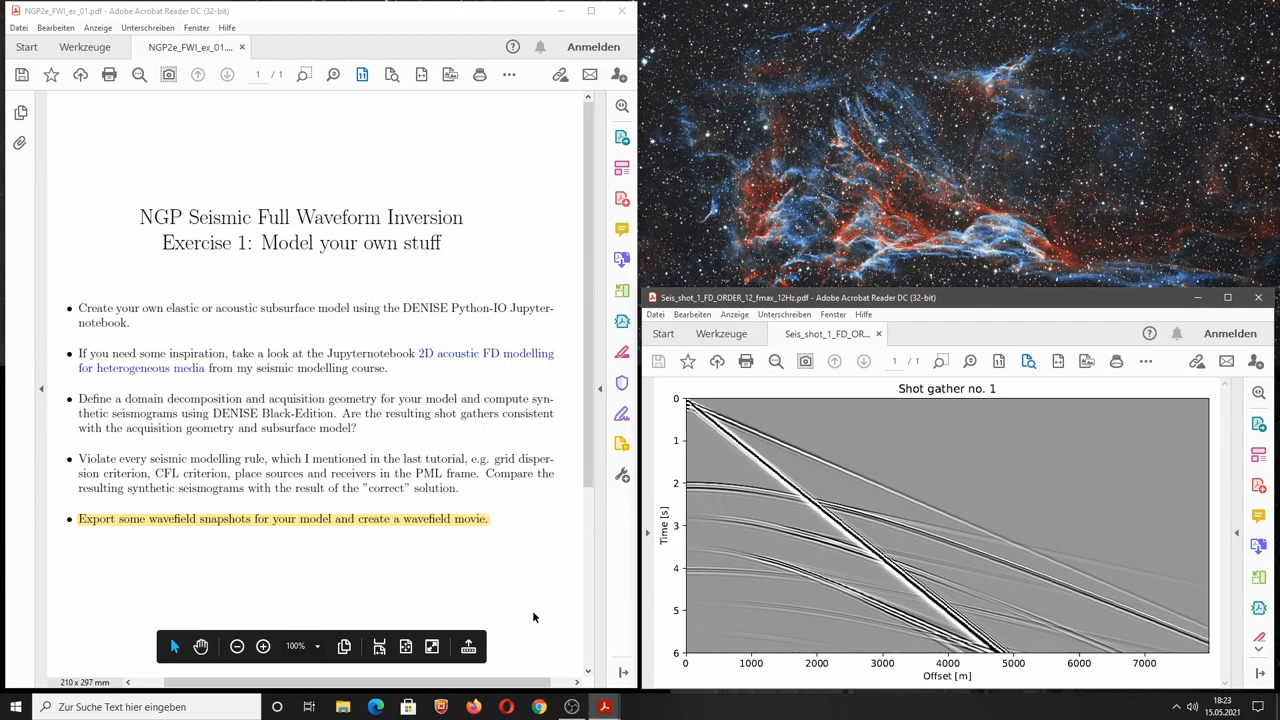 NGP2e_FWI_ex_01.pdf - Adobe Acrobat Reader DC (32-bit)
Datei Bearbeiten Anzeige Unterschreiben Fenster Hilfe
Start Werkzeuge NGP2e_FWI_ex_01.... × Anmelden
1 / 1
NGP Seismic Full Waveform Inversion
Exercise 1: Model your own stuff
• Create your own elastic or acoustic subsurface model using the DENISE Python-IO Jupyter-
notebook.
• If you need some inspiration, take a look at the Jupyternotebook 2D acoustic FD modelling
for heterogeneous media from my seismic modelling course.
• Define a domain decomposition and acquisition geometry for your model and compute syn-
thetic seismograms using DENISE Black-Edition. Are the resulting shot gathers consistent
with the acquisition geometry and subsurface model?
• Violate every seismic modelling rule, which I mentioned in the last tutorial, e.g. grid disper-
sion criterion, CFL criterion, place sources and receivers in the PML frame. Compare the
resulting synthetic seismograms with the result of the "correct" solution.
• Export some wavefield snapshots for your model and create a wavefield movie.
100%
210 x 297 mm
Seis_shot_1_FD_ORDER_12_fmax_12Hz.pdf - Adobe Acrobat Reader DC (32-bit)
Datei Bearbeiten Anzeige Unterschreiben Fenster Hilfe
Start Werkzeuge Seis_shot_1_FD_OR... × Anmelden
1 / 1
Shot gather no. 1
0
1
2
3
4
5
6
Time [s]
0 1000 2000 3000 4000 5000 6000 7000
Offset [m]
Zur Suche Text hier eingeben
18:23
15.05.2021